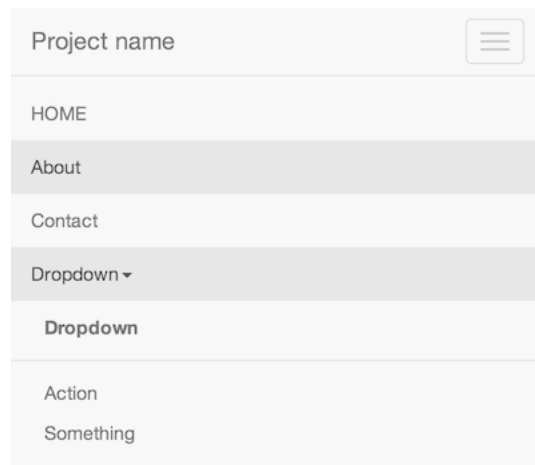 Project name
HOME
About
Contact
Dropdown
Dropdown
Action
Something